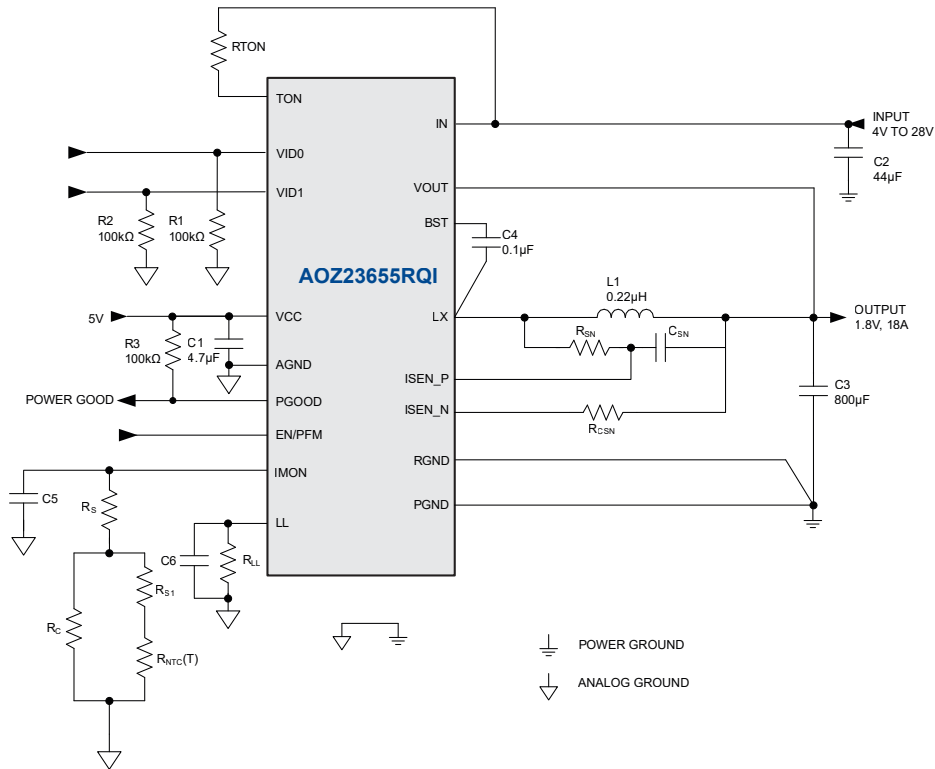 RTON
TON
IN
INPUT
4V TO 28V
C2
44µF
VID0
VID1
VOUT
R2
100kΩ
R1
100kΩ
BST
C4
0.1µF
AOZ23655RQI
L1
0.22µH
5V
VCC
LX
OUTPUT
1.8V, 18A
R3
100kΩ
C1
4.7µF
RSN
CSN
AGND
ISEN_P
C3
800µF
POWER GOOD
PGOOD
ISEN_N
RCSN
EN/PFM
IMON
RGND
C5
RS
PGND
LL
C6
RLL
RS1
RC
RNTC(T)
POWER GROUND
ANALOG GROUND